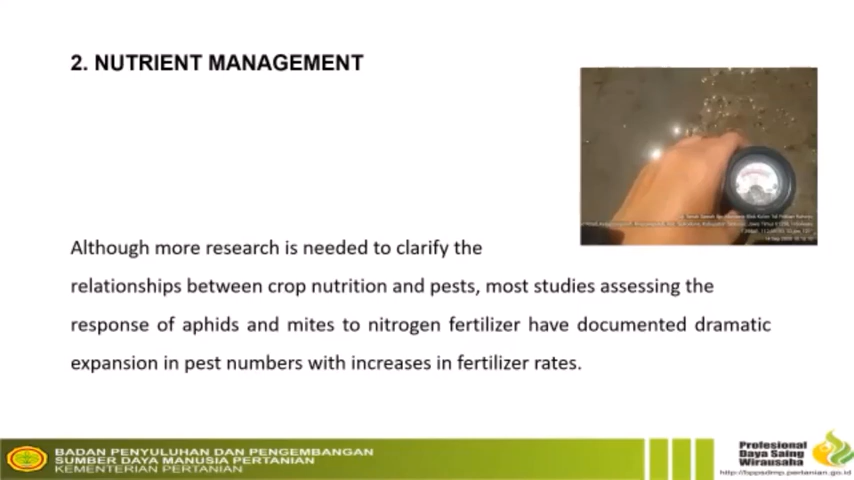 2. NUTRIENT MANAGEMENT
Although more research is needed to clarify the
relationships between crop nutrition and pests, most studies assessing the
response of aphids and mites to nitrogen fertilizer have documented dramatic
expansion in pest numbers with increases in fertilizer rates.
BADAN PENYULUHAN DAN PENGEMBANGAN
SUMBER DAYA MANUSIA PERTANIAN
KEMENTERIAN PERTANIAN
Profesional
Daya Saing
Wirausaha
http://bppsdmp.pertanian.go.id